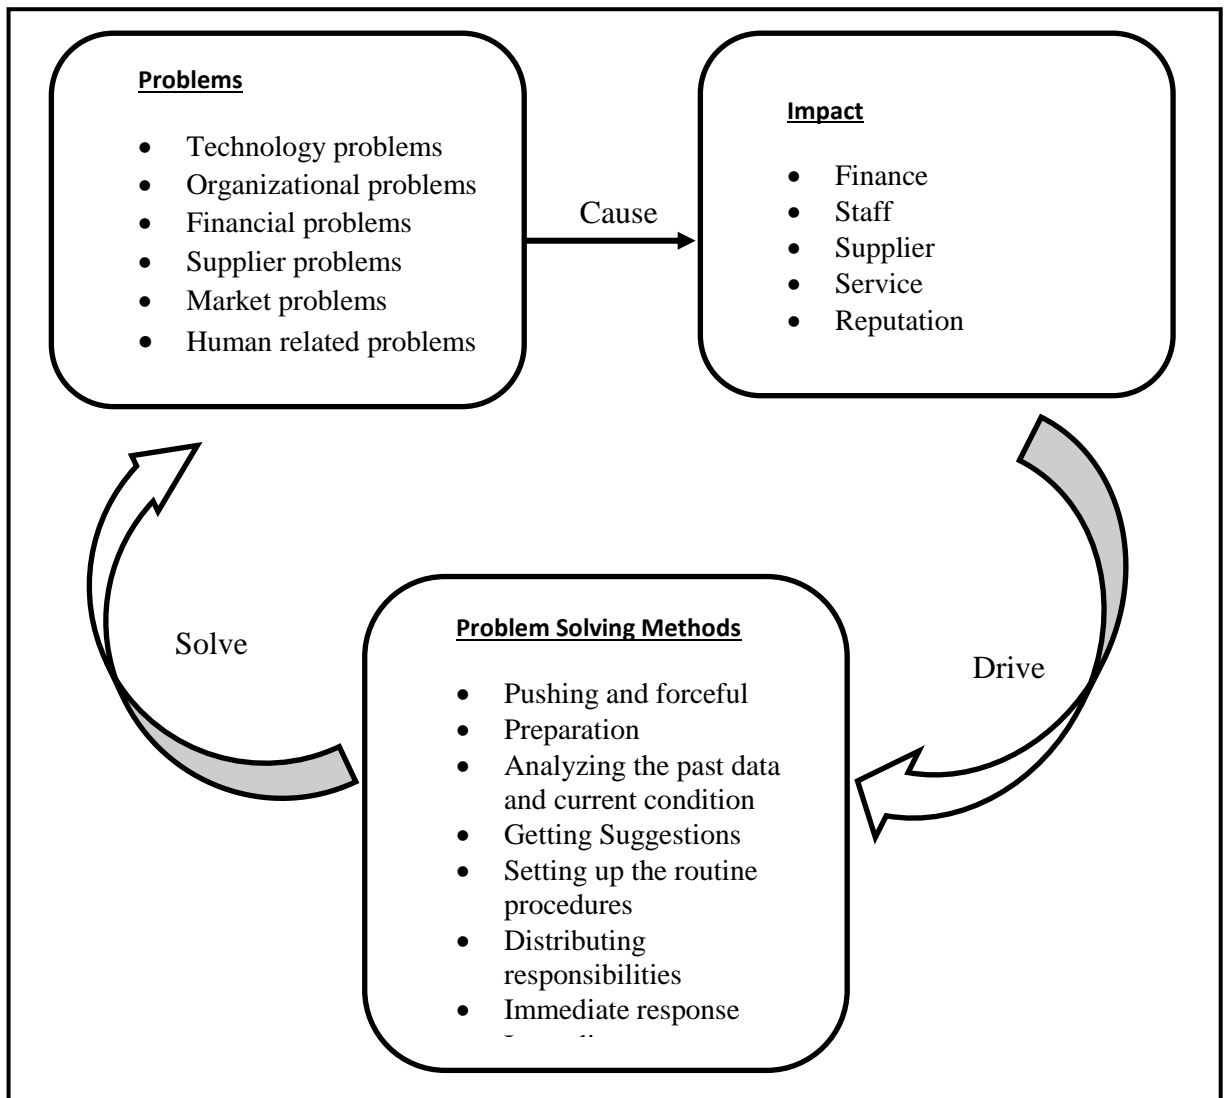 Problems
• Technology problems
• Organizational problems
• Financial problems
• Supplier problems
• Market problems
• Human related problems
Cause
Impact
• Finance
• Staff
• Supplier
• Service
• Reputation
Solve
Drive
Problem Solving Methods
• Pushing and forceful
• Preparation
• Analyzing the past data
and current condition
• Getting Suggestions
• Setting up the routine
procedures
• Distributing
responsibilities
• Immediate response